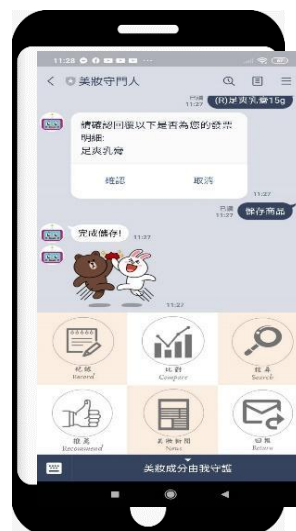 11:28
美妝守門人
已讀
11:27
(R)足爽乳膏15g
請確認回覆以下是否為您的發票
明細:
足爽乳膏
確認
取消
11:27
已讀
11:27
儲存商品
完成儲存!
11:27
11:27
紀錄
Record
比對
Compare
搜尋
Search
推薦
Recommend
美妝新聞
News
回報
Return
美妝成分由我守護